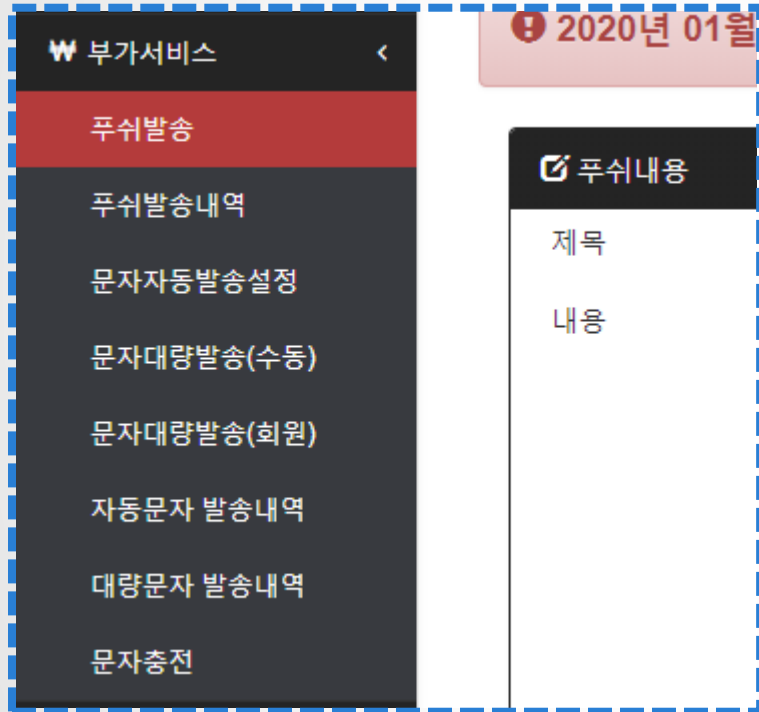 ₩ 부가서비스
푸쉬발송
푸쉬발송내역
문자자동발송설정
문자대량발송(수동)
문자대량발송(회원)
자동문자 발송내역
대량문자 발송내역
문자충전
2020년 01월
푸쉬내용
제목
내용